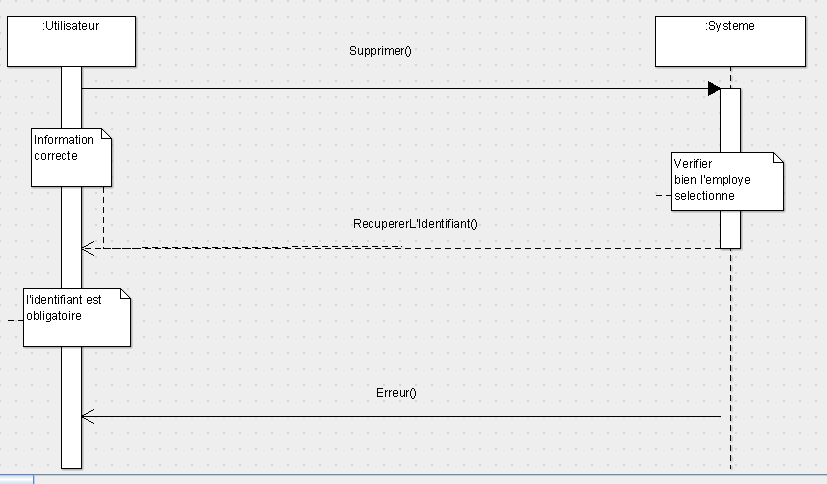 :Utilisateur
:Systeme
Supprimer()
Information
correcte
Verifier
bien l'employe
selectionne
RecupererL'Identifiant()
l'identifiant est
obligatoire
Erreur()